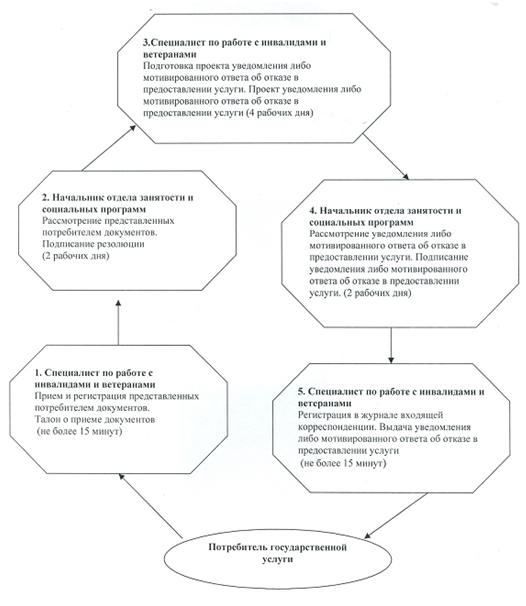 3.Специалист по работе с инвалидами и
ветеранами
Подготовка проекта уведомления либо
мотивированного ответа об отказе в
предоставлении услуги. Проект уведомления либо
мотивированного ответа об отказе в
предоставлении услуги (4 рабочих дня)
2. Начальник отдела занятости и
социальных программ
Рассмотрение представленных
потребителем документов.
Подписание резолюции
(2 рабочих дня)
4. Начальник отдела занятости и
социальных программ
Рассмотрение уведомления либо
мотивированного ответа об отказе в
предоставлении услуги. Подписание
уведомления либо мотивированного
ответа об отказе в предоставлении
услуги. (2 рабочих дня)
1. Специалист по работе с
инвалидами и ветеранами
Прием и регистрация представленных
потребителем документов.
Талон о приеме документов
(не более 15 минут)
5. Специалист по работе с инвалидами и
ветеранами
Регистрация в журнале входящей
корреспонденции. Выдача уведомления
либо мотивированного ответа об отказе в
предоставлении услуги
(не более 15 минут)
Потребитель государственной
услуги